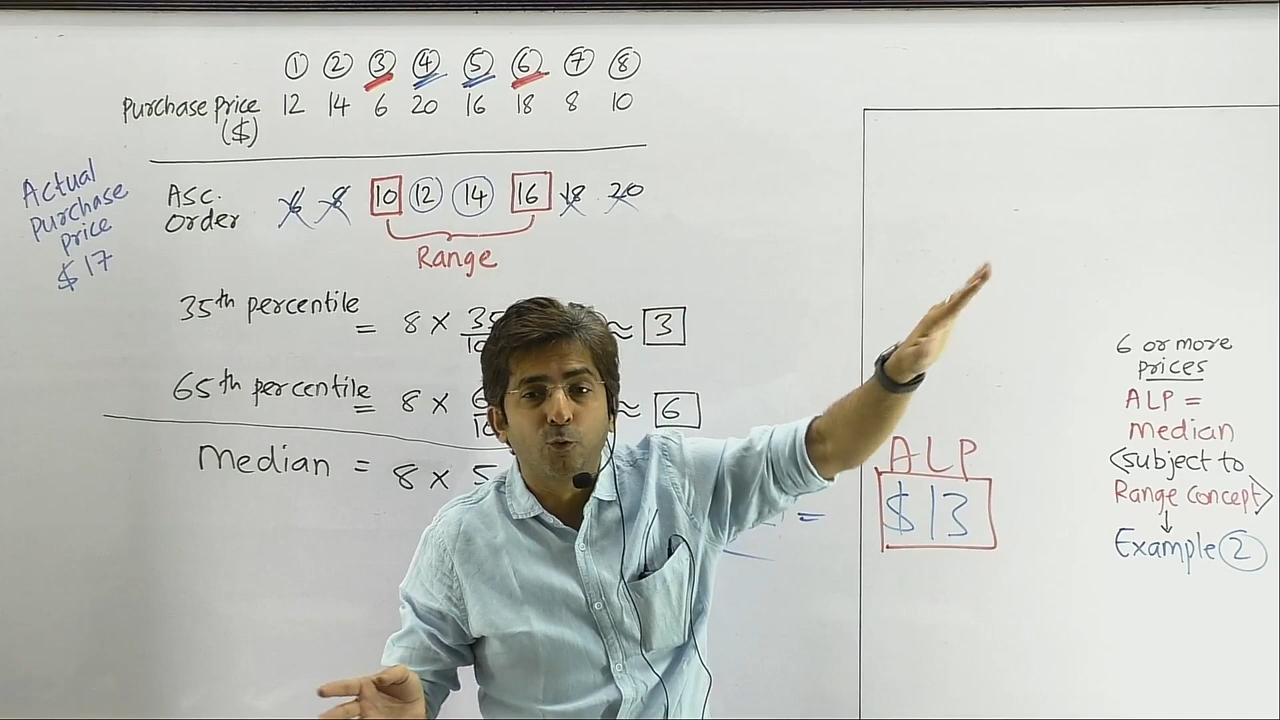 ① ② ③ ④ ⑤ ⑥ ⑦ ⑧
Purchase Price 12 14 6 20 16 18 8 10
($)
Actual
Purchase
Price
$17
Asc. 6 8 10 12 14 16 18 20
Order
Range
35th percentile
= 8 × 35 ≈ 3
65th percentile
= 8 × 6 ≈ 6
Median = 8 × 5
=
ALP
$13
6 or more
prices
ALP =
median
<subject to
Range concept>
↓
Example ②